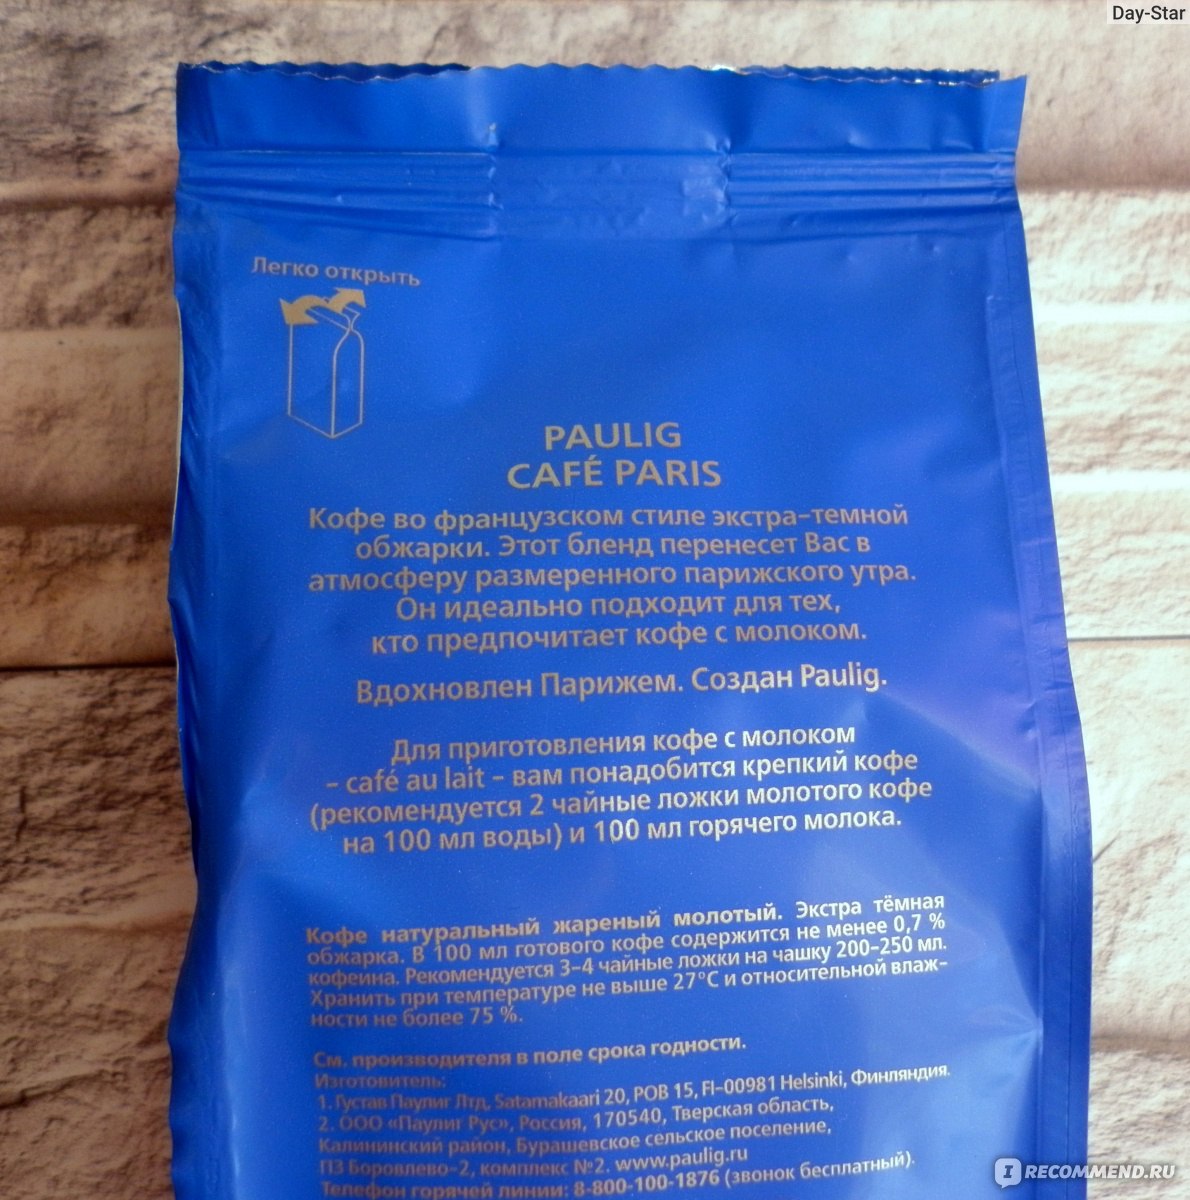 Day-Star
Легко открыть
PAULIG
CAFÉ PARIS
Кофе во французском стиле экстра-темной
обжарки. Этот бленд перенесет Вас в
атмосферу размеренного парижского утра.
Он идеально подходит для тех,
кто предпочитает кофе с молоком.
Вдохновлен Парижем. Создан Paulig.
Для приготовления кофе с молоком
– café au lait – вам понадобится крепкий кофе
(рекомендуется 2 чайные ложки молотого кофе
на 100 мл воды) и 100 мл горячего молока.
Кофе натуральный жареный молотый. Экстра тёмная
обжарка. В 100 мл готового кофе содержится не менее 0,7 %
кофеина. Рекомендуется 3-4 чайные ложки на чашку 200-250 мл.
Хранить при температуре не выше 27°С и относительной влаж-
ности не более 75 %.
См. производителя в поле срока годности.
Изготовитель:
1. Густав Паулиг Лтд, Satamakaari 20, POB 15, FI-00981 Helsinki, Финляндия.
2. ООО «Паулиг Рус», Россия, 170540, Тверская область,
Калининский район, Бурашевское сельское поселение,
ПЗ Боровлево-2, комплекс №2. www.paulig.ru
Телефон горячей линии: 8-800-100-1876 (звонок бесплатный).
IRECOMMEND.RU